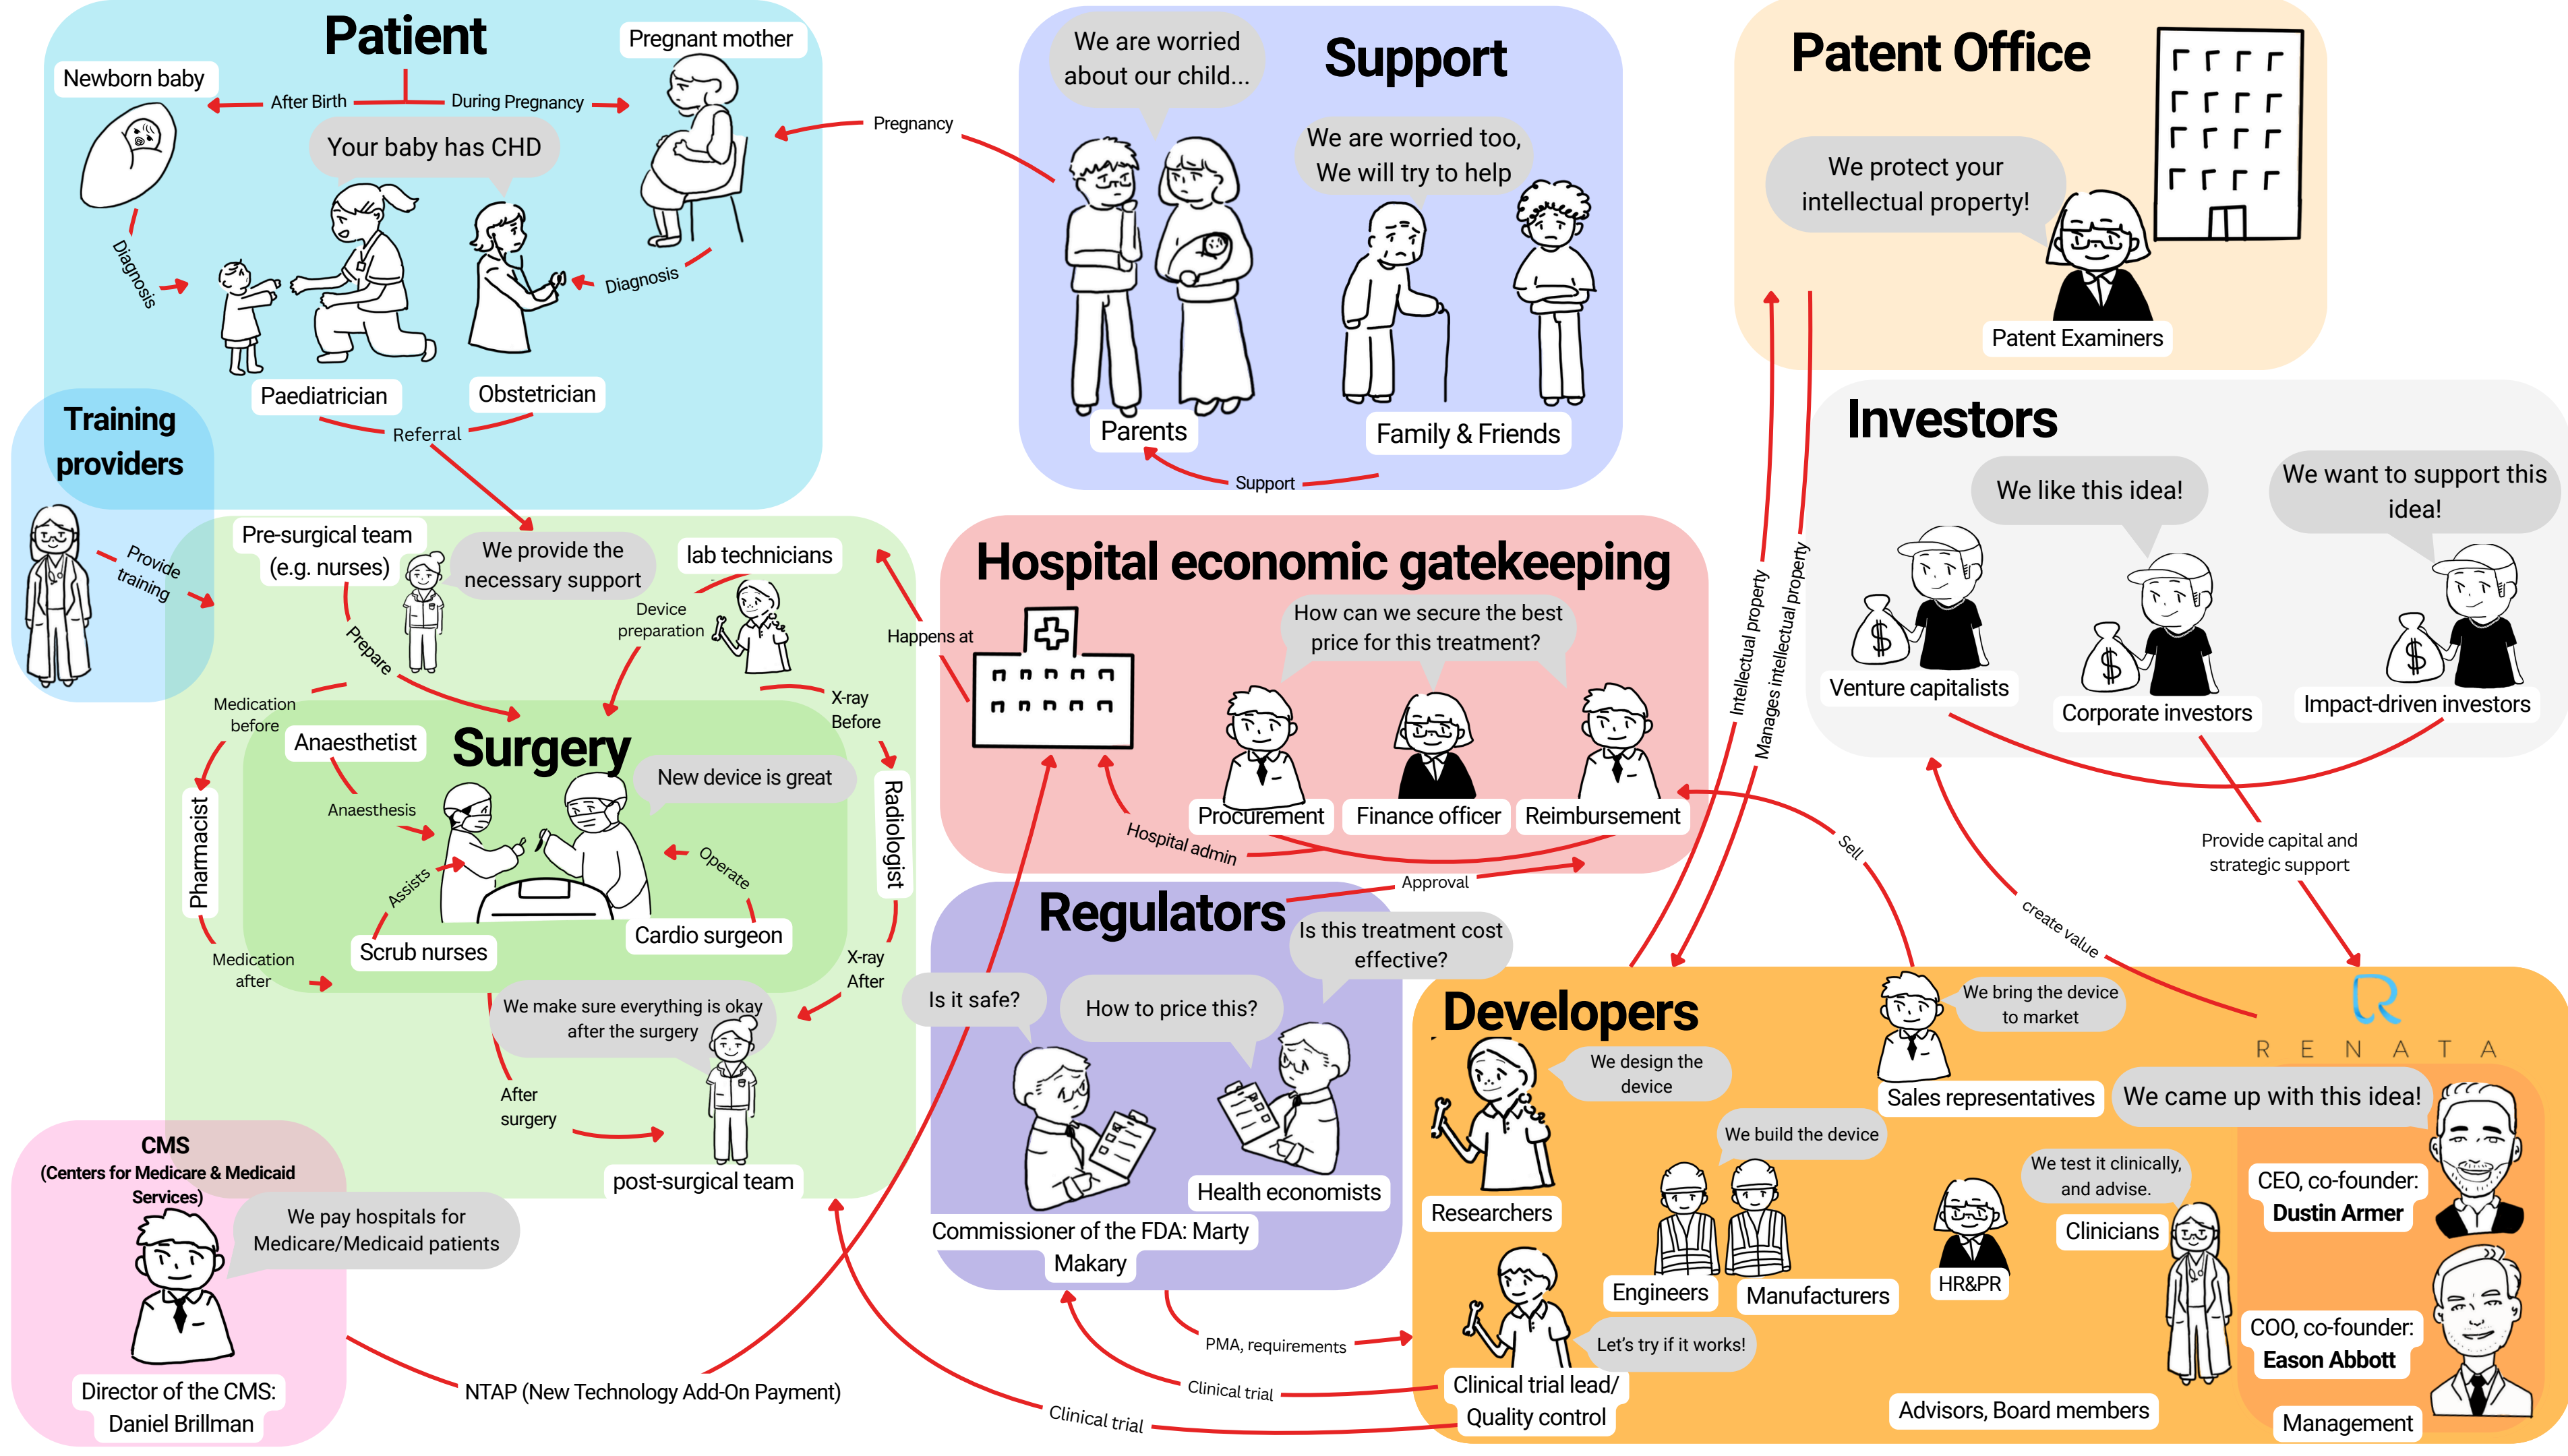 Patient
Pregnant mother
Newborn baby
After Birth
During Pregnancy
Your baby has CHD
Diagnosis
Diagnosis
Paediatrician
Obstetrician
Referral
Pregnancy
Support
We are worried
about our child...
We are worried too,
We will try to help
Parents
Family & Friends
Support
Patent Office
We protect your
intellectual property!
Patent Examiners
Training
providers
Provide
training
Pre-surgical team
(e.g. nurses)
We provide the
necessary support
lab technicians
Device
preparation
Prepare
Medication
before
X-ray
Before
Anaesthetist
Surgery
New device is great
Anaesthesis
Pharmacist
Radiologist
Assists
Operate
Scrub nurses
Cardio surgeon
Medication
after
X-ray
After
We make sure everything is okay
after the surgery
After
surgery
post-surgical team
Hospital economic gatekeeping
Happens at
How can we secure the best
price for this treatment?
Procurement
Finance officer
Reimbursement
Hospital admin
Approval
Intellectual property
Manages intellectual property
Investors
We like this idea!
We want to support this
idea!
Venture capitalists
Corporate investors
Impact-driven investors
Sell
create value
Provide capital and
strategic support
Regulators
Is this treatment cost
effective?
Is it safe?
How to price this?
Health economists
Commissioner of the FDA: Marty
Makary
PMA, requirements
Clinical trial
Clinical trial
CMS
(Centers for Medicare & Medicaid
Services)
We pay hospitals for
Medicare/Medicaid patients
Director of the CMS:
Daniel Brillman
NTAP (New Technology Add-On Payment)
Developers
We design the
device
Researchers
We build the device
Engineers
Manufacturers
Let's try if it works!
Clinical trial lead/
Quality control
We bring the device
to market
Sales representatives
RENATA
We came up with this idea!
We test it clinically,
and advise.
Clinicians
HR&PR
Advisors, Board members
CEO, co-founder:
Dustin Armer
COO, co-founder:
Eason Abbott
Management